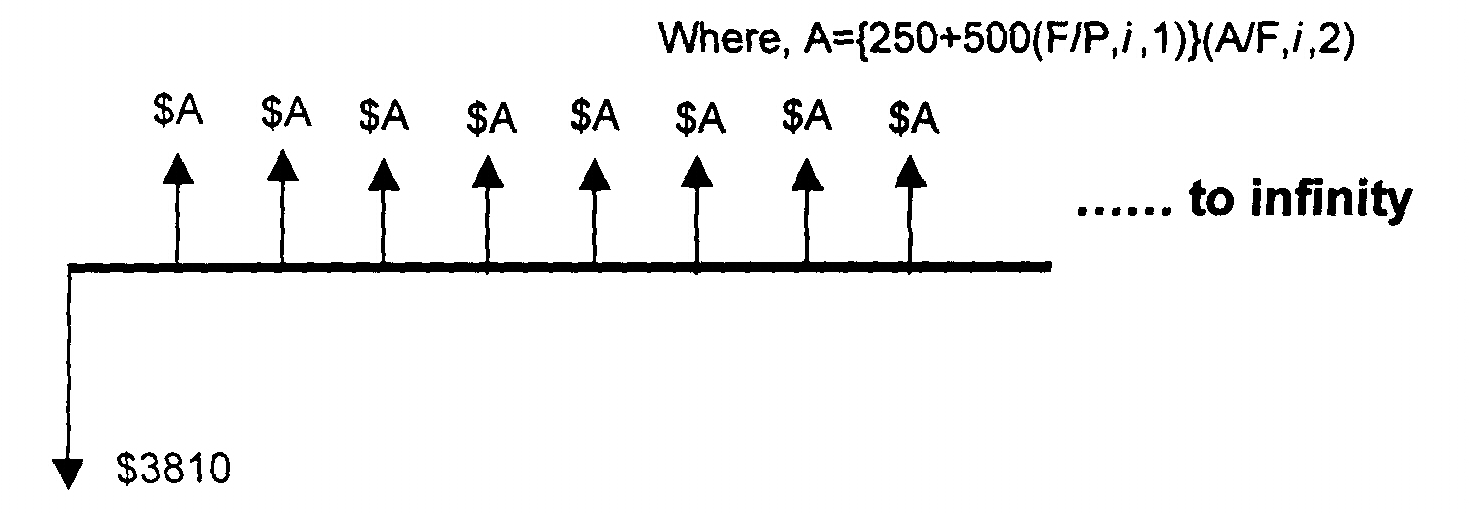 Where, A={250+500(F/P,i,1)}(A/F,i,2)
$A $A $A $A $A $A $A $A
...... to infinity
$3810